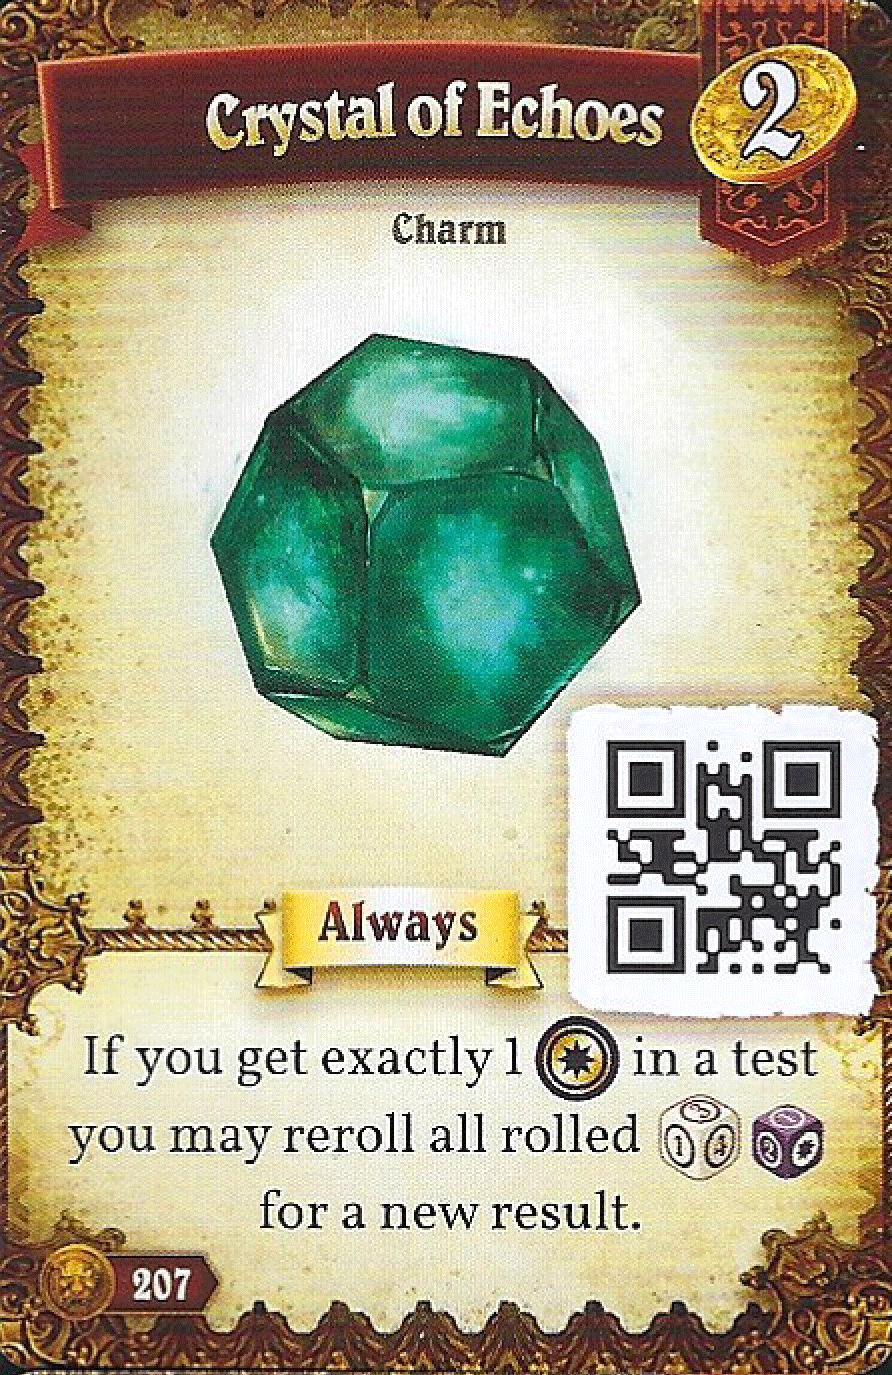 Crystal of Echoes
2
Charm
Always
If you get exactly 1 in a test
you may reroll all rolled
for a new result.
207